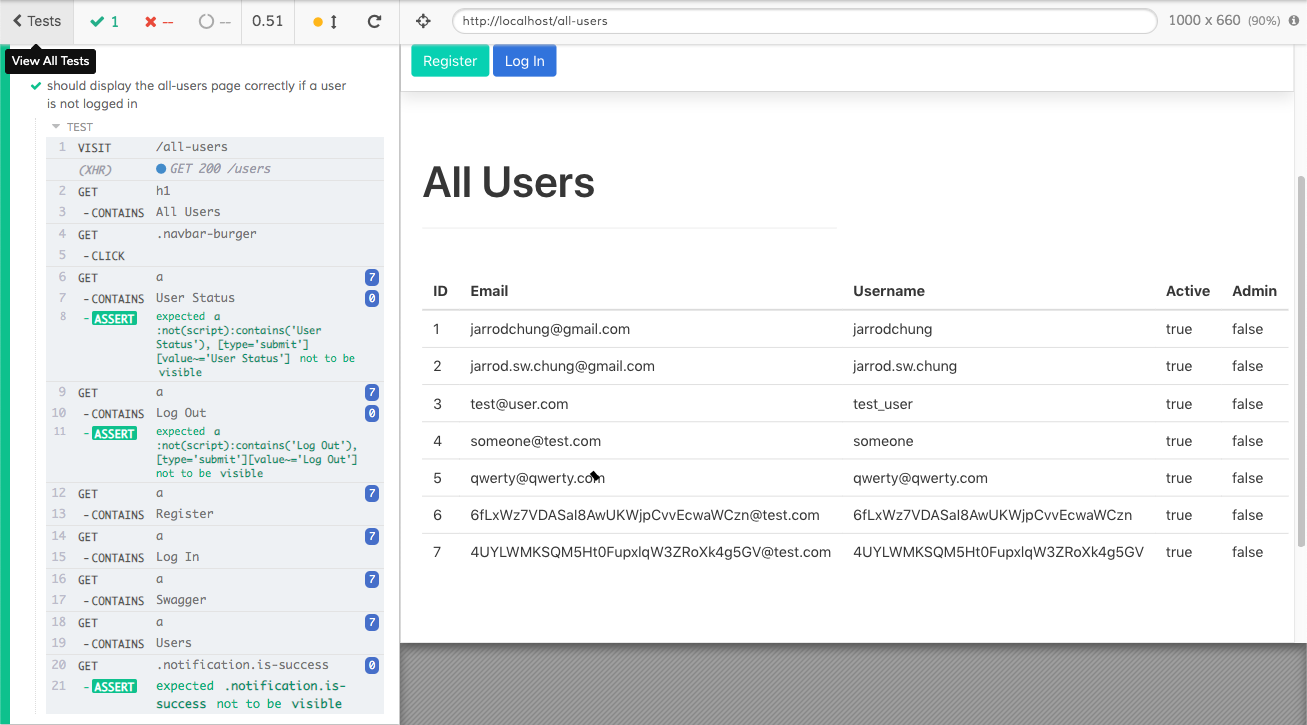 Tests 1 -- -- 0.51 http://localhost/all-users 1000 x 660 (90%)
View All Tests
Register Log In
should display the all-users page correctly if a user
is not logged in
TEST
1 VISIT /all-users
(XHR) GET 200 /users
2 GET h1
3 -CONTAINS All Users
4 GET .navbar-burger
5 -CLICK
6 GET a 7
7 -CONTAINS User Status 0
8 -ASSERT expected a
:not(script):contains('User
Status'), [type='submit']
[value~='User Status'] not to be
visible
9 GET a 7
10 -CONTAINS Log Out 0
11 -ASSERT expected a
:not(script):contains('Log Out'),
[type='submit'][value~='Log Out']
not to be visible
12 GET a 7
13 -CONTAINS Register
14 GET a 7
15 -CONTAINS Log In
16 GET a 7
17 -CONTAINS Swagger
18 GET a 7
19 -CONTAINS Users
20 GET .notification.is-success 0
21 -ASSERT expected .notification.is-
success not to be visible
All Users
ID Email Username Active Admin
1 jarrodchung@gmail.com jarrodchung true false
2 jarrod.sw.chung@gmail.com jarrod.sw.chung true false
3 test@user.com test_user true false
4 someone@test.com someone true false
5 qwerty@qwerty.com qwerty@qwerty.com true false
6 6fLxWz7VDASaI8AwUKWjpCvvEcwaWCzn@test.com 6fLxWz7VDASaI8AwUKWjpCvvEcwaWCzn true false
7 4UYLWMKSQM5Ht0FupxlqW3ZRoXk4g5GV@test.com 4UYLWMKSQM5Ht0FupxlqW3ZRoXk4g5GV true false